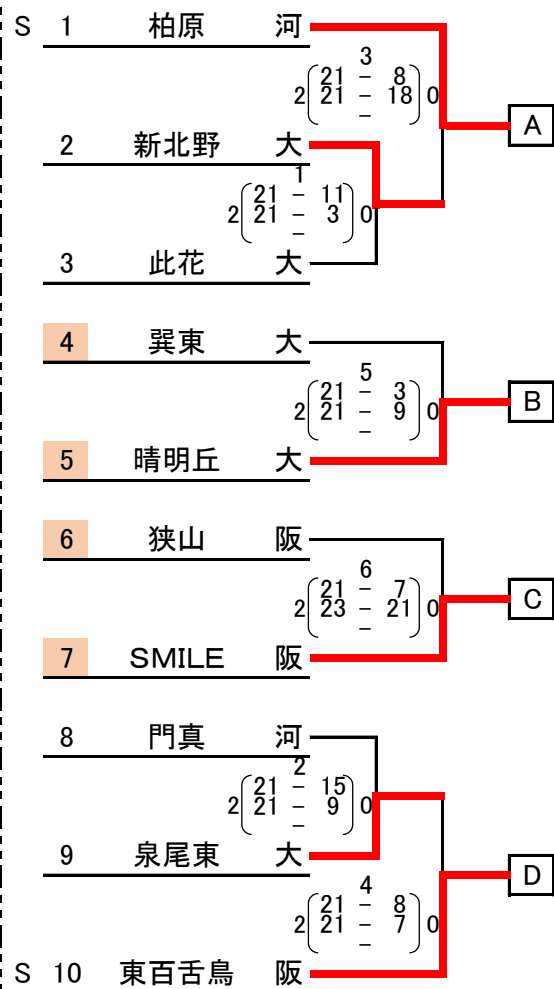 S 1 柏原 河
3
2 21 - 8 0
21 - 18
-
A
2 新北野 大
1
2 21 - 11 0
21 - 3
-
3 此花 大
4 巽東 大
5
2 21 - 3 0
21 - 9
-
B
5 晴明丘 大
6 狭山 阪
6
2 21 - 7 0
23 - 21
-
C
7 SMILE 阪
8 門真 河
2
2 21 - 15 0
21 - 9
-
9 泉尾東 大
D
4
2 21 - 8 0
21 - 7
-
S 10 東百舌鳥 阪